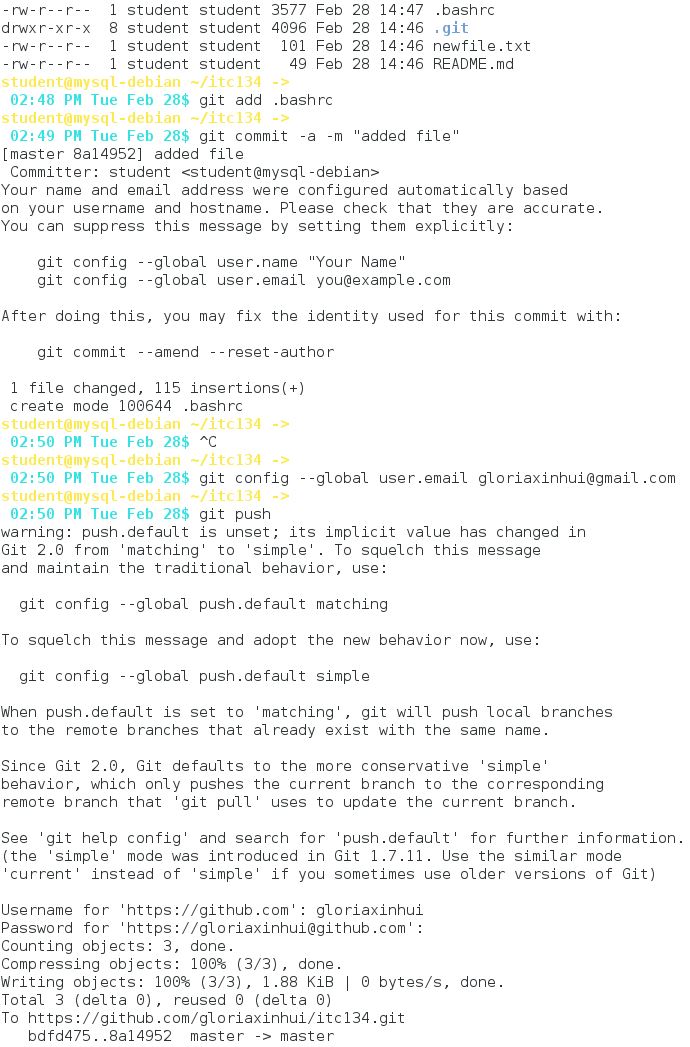 -rw-r--r--  1 student student 3577 Feb 28 14:47 .bashrc
drwxr-xr-x  8 student student 4096 Feb 28 14:46 .git
-rw-r--r--  1 student student  101 Feb 28 14:46 newfile.txt
-rw-r--r--  1 student student   49 Feb 28 14:46 README.md
student@mysql-debian ~/itc134 ->
 02:48 PM Tue Feb 28$ git add .bashrc
student@mysql-debian ~/itc134 ->
 02:49 PM Tue Feb 28$ git commit -a -m "added file"
[master 8a14952] added file
 Committer: student <student@mysql-debian>
Your name and email address were configured automatically based
on your username and hostname. Please check that they are accurate.
You can suppress this message by setting them explicitly:

    git config --global user.name "Your Name"
    git config --global user.email you@example.com

After doing this, you may fix the identity used for this commit with:

    git commit --amend --reset-author

 1 file changed, 115 insertions(+)
 create mode 100644 .bashrc
student@mysql-debian ~/itc134 ->
 02:50 PM Tue Feb 28$ ^C
student@mysql-debian ~/itc134 ->
 02:50 PM Tue Feb 28$ git config --global user.email gloriaxinhui@gmail.com
student@mysql-debian ~/itc134 ->
 02:50 PM Tue Feb 28$ git push
warning: push.default is unset; its implicit value has changed in
Git 2.0 from 'matching' to 'simple'. To squelch this message
and maintain the traditional behavior, use:

  git config --global push.default matching

To squelch this message and adopt the new behavior now, use:

  git config --global push.default simple

When push.default is set to 'matching', git will push local branches
to the remote branches that already exist with the same name.

Since Git 2.0, Git defaults to the more conservative 'simple'
behavior, which only pushes the current branch to the corresponding
remote branch that 'git pull' uses to update the current branch.

See 'git help config' and search for 'push.default' for further information.
(the 'simple' mode was introduced in Git 1.7.11. Use the similar mode
'current' instead of 'simple' if you sometimes use older versions of Git)

Username for 'https://github.com': gloriaxinhui
Password for 'https://gloriaxinhui@github.com':
Counting objects: 3, done.
Compressing objects: 100% (3/3), done.
Writing objects: 100% (3/3), 1.88 KiB | 0 bytes/s, done.
Total 3 (delta 0), reused 0 (delta 0)
To https://github.com/gloriaxinhui/itc134.git
   bdfd475..8a14952  master -> master